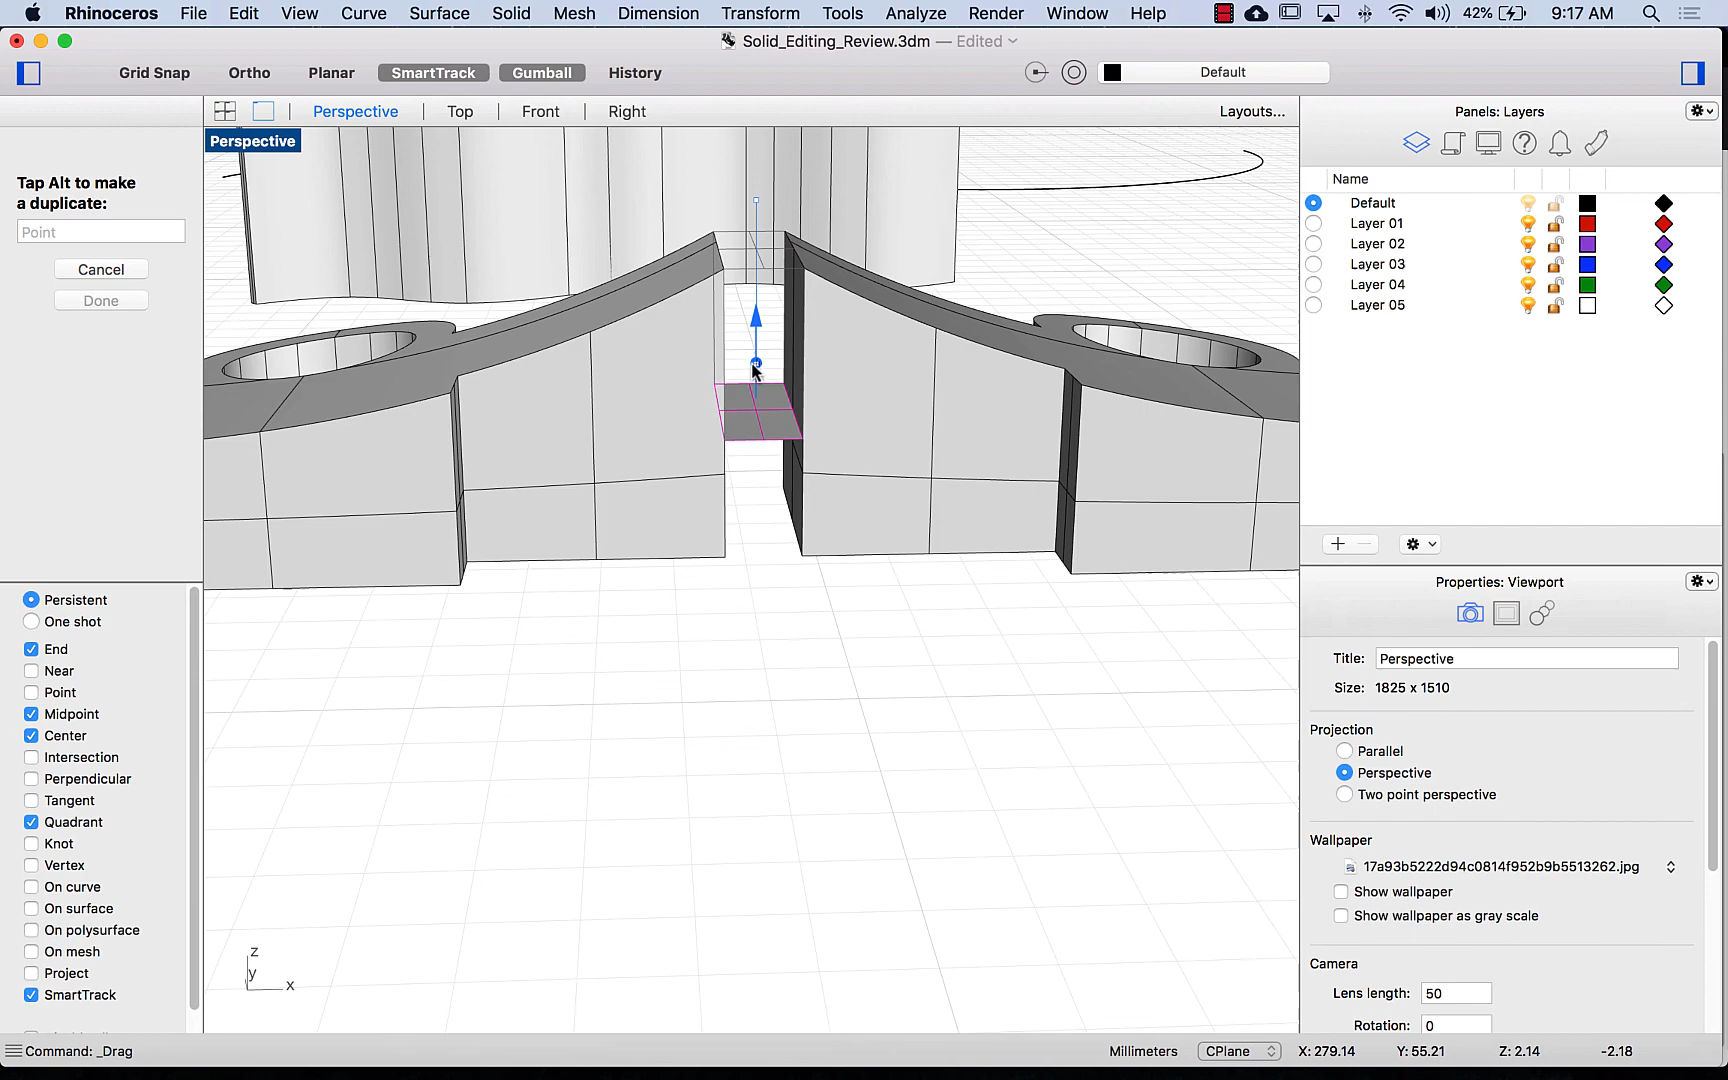 Rhinoceros File Edit View Curve Surface Solid Mesh Dimension Transform Tools Analyze Render Window Help 42% 9:17 AM
Solid_Editing_Review.3dm — Edited
Grid Snap Ortho Planar SmartTrack Gumball History Default
Perspective Top Front Right Layouts...
Perspective
Tap Alt to make
a duplicate:
Point
Cancel
Done
Persistent
One shot
End
Near
Point
Midpoint
Center
Intersection
Perpendicular
Tangent
Quadrant
Knot
Vertex
On curve
On surface
On polysurface
On mesh
Project
SmartTrack
z
y
x
Panels: Layers
Name
Default
Layer 01
Layer 02
Layer 03
Layer 04
Layer 05
Properties: Viewport
Title: Perspective
Size: 1825 x 1510
Projection
Parallel
Perspective
Two point perspective
Wallpaper
17a93b5222d94c0814f952b9b5513262.jpg
Show wallpaper
Show wallpaper as gray scale
Camera
Lens length: 50
Rotation: 0
Command: _Drag Millimeters CPlane X: 279.14 Y: 55.21 Z: 2.14 -2.18